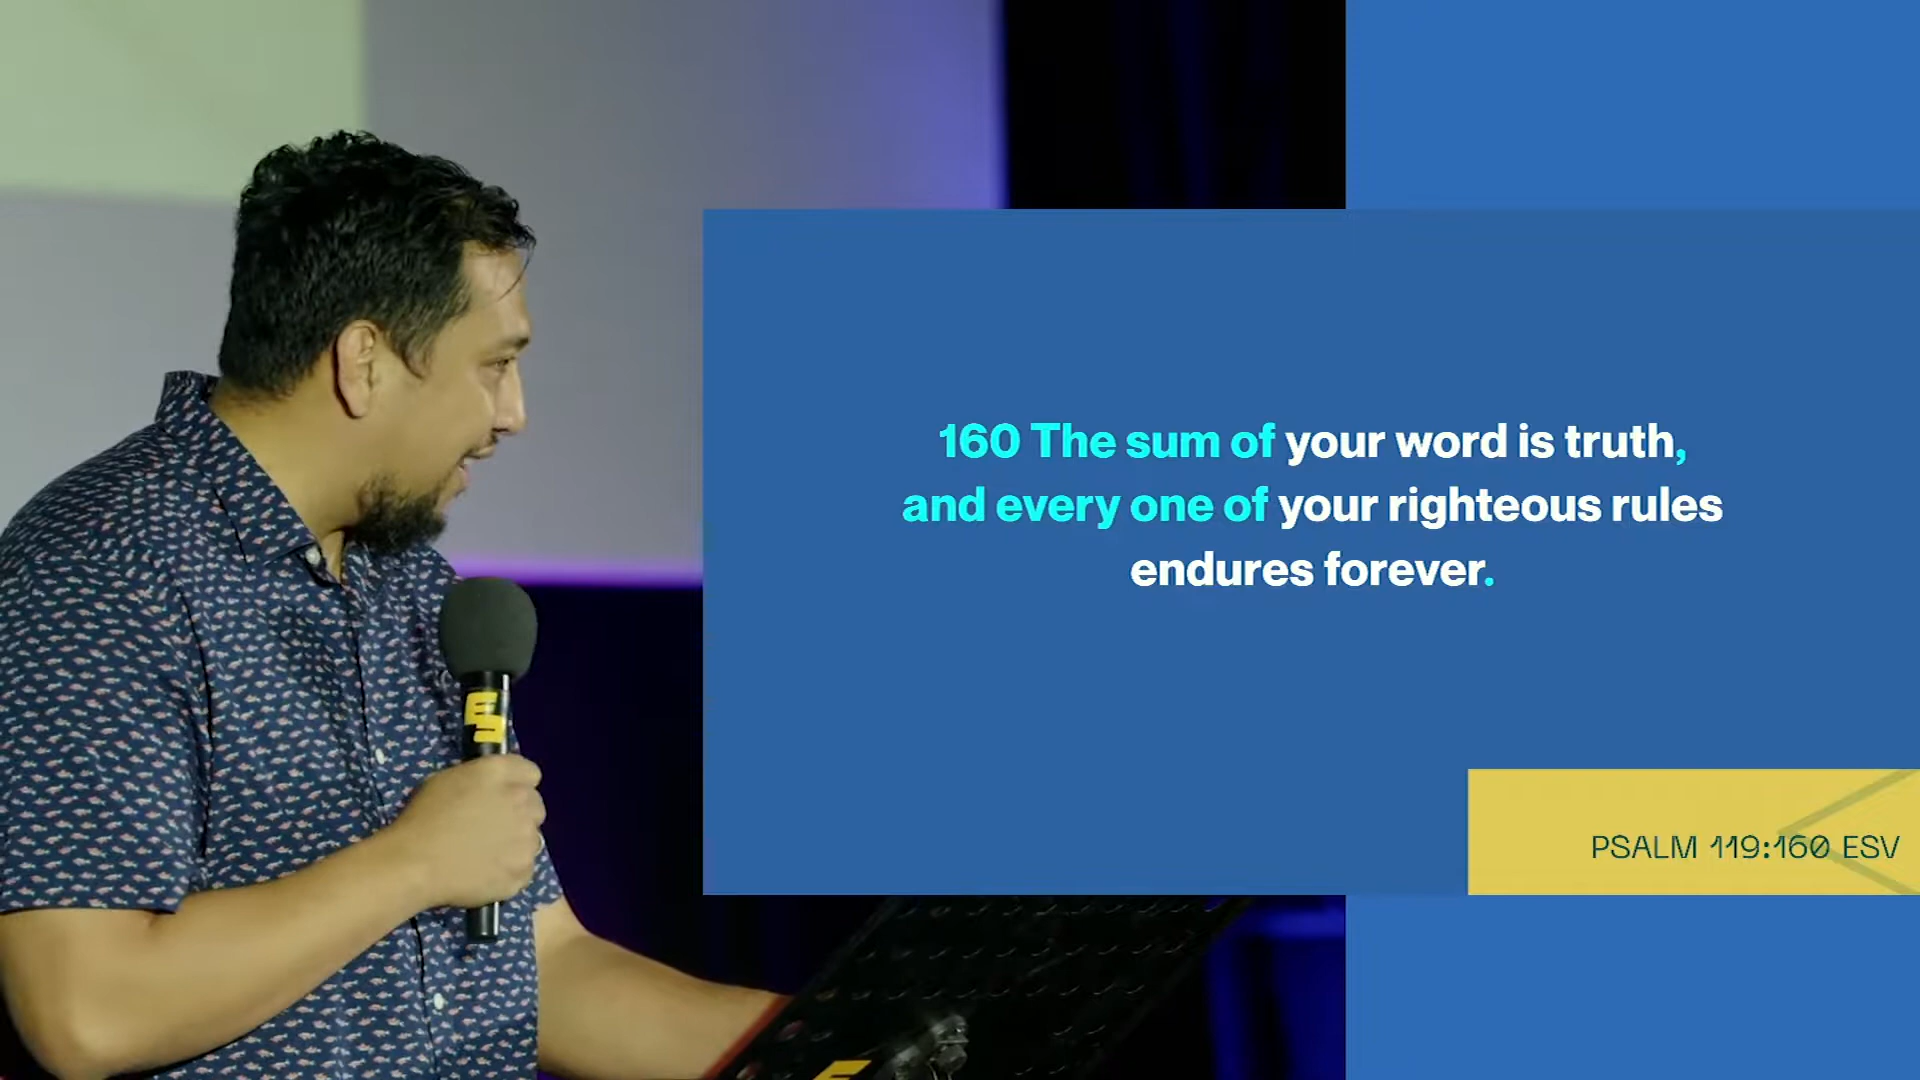 160 The sum of your word is truth,
and every one of your righteous rules
endures forever.
PSALM 119:160 ESV